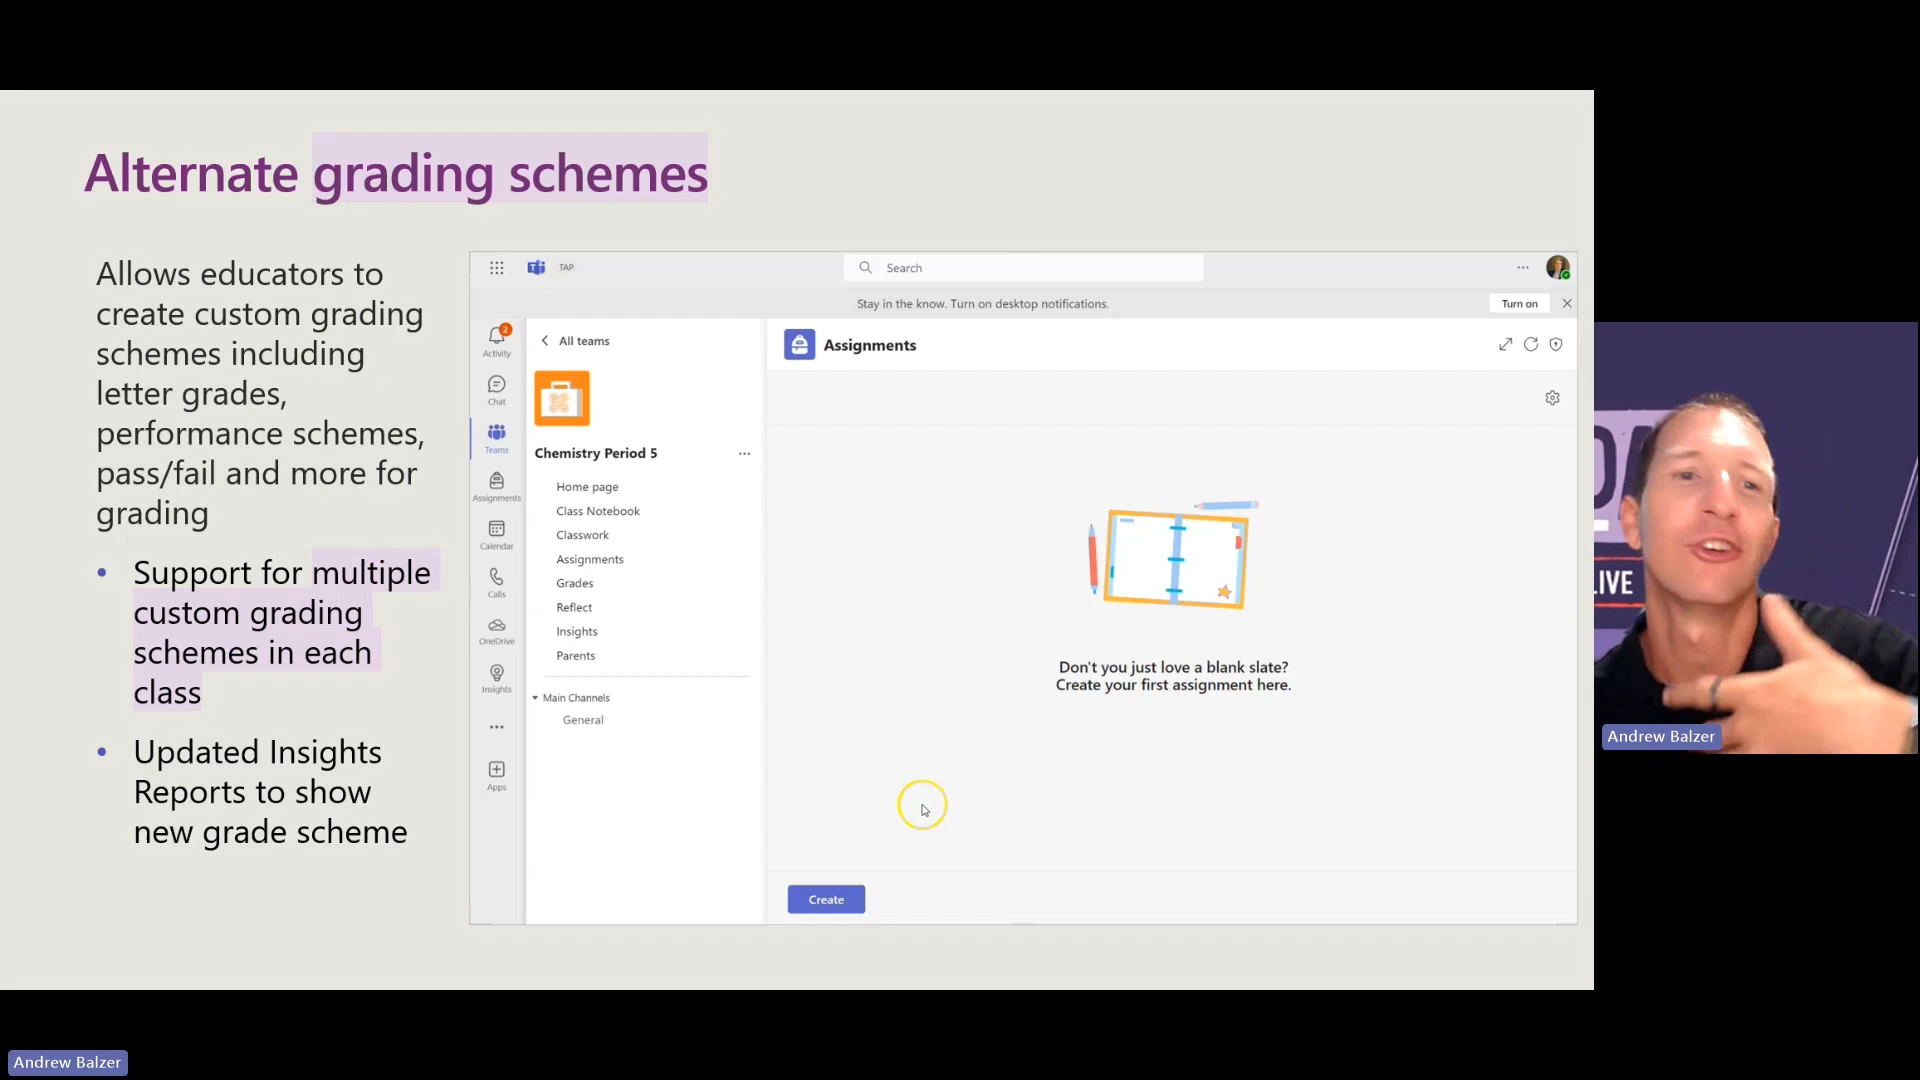 Alternate grading schemes
Allows educators to
create custom grading
schemes including
letter grades,
performance schemes,
pass/fail and more for
grading
• Support for multiple
custom grading
schemes in each
class
• Updated Insights
Reports to show
new grade scheme
TAP
Search
Stay in the know. Turn on desktop notifications.
Turn on
2
Activity
Chat
Teams
Assignments
Calendar
Calls
OneDrive
Insights
Apps
All teams
Chemistry Period 5
Home page
Class Notebook
Classwork
Assignments
Grades
Reflect
Insights
Parents
Main Channels
General
Assignments
Don't you just love a blank slate?
Create your first assignment here.
Create
LIVE
Andrew Balzer
Andrew Balzer